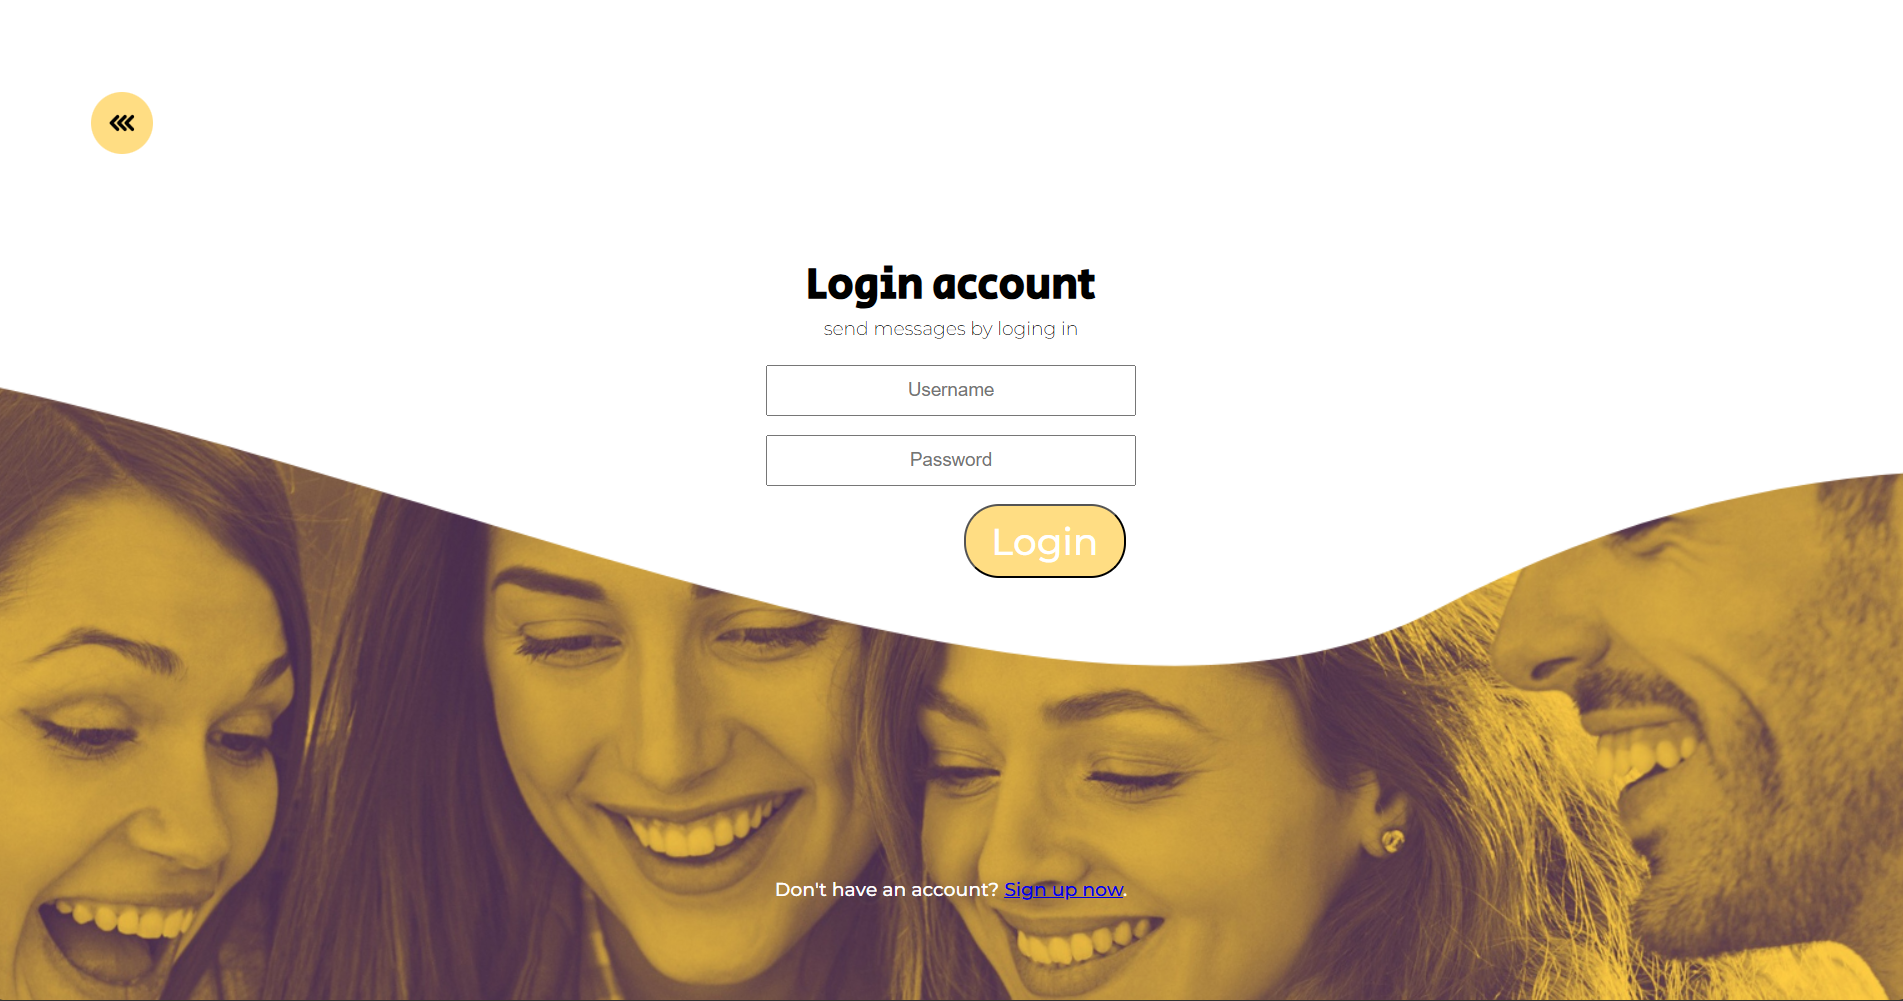 Login account
send messages by loging in
Username
Password
Login
Don't have an account? Sign up now.